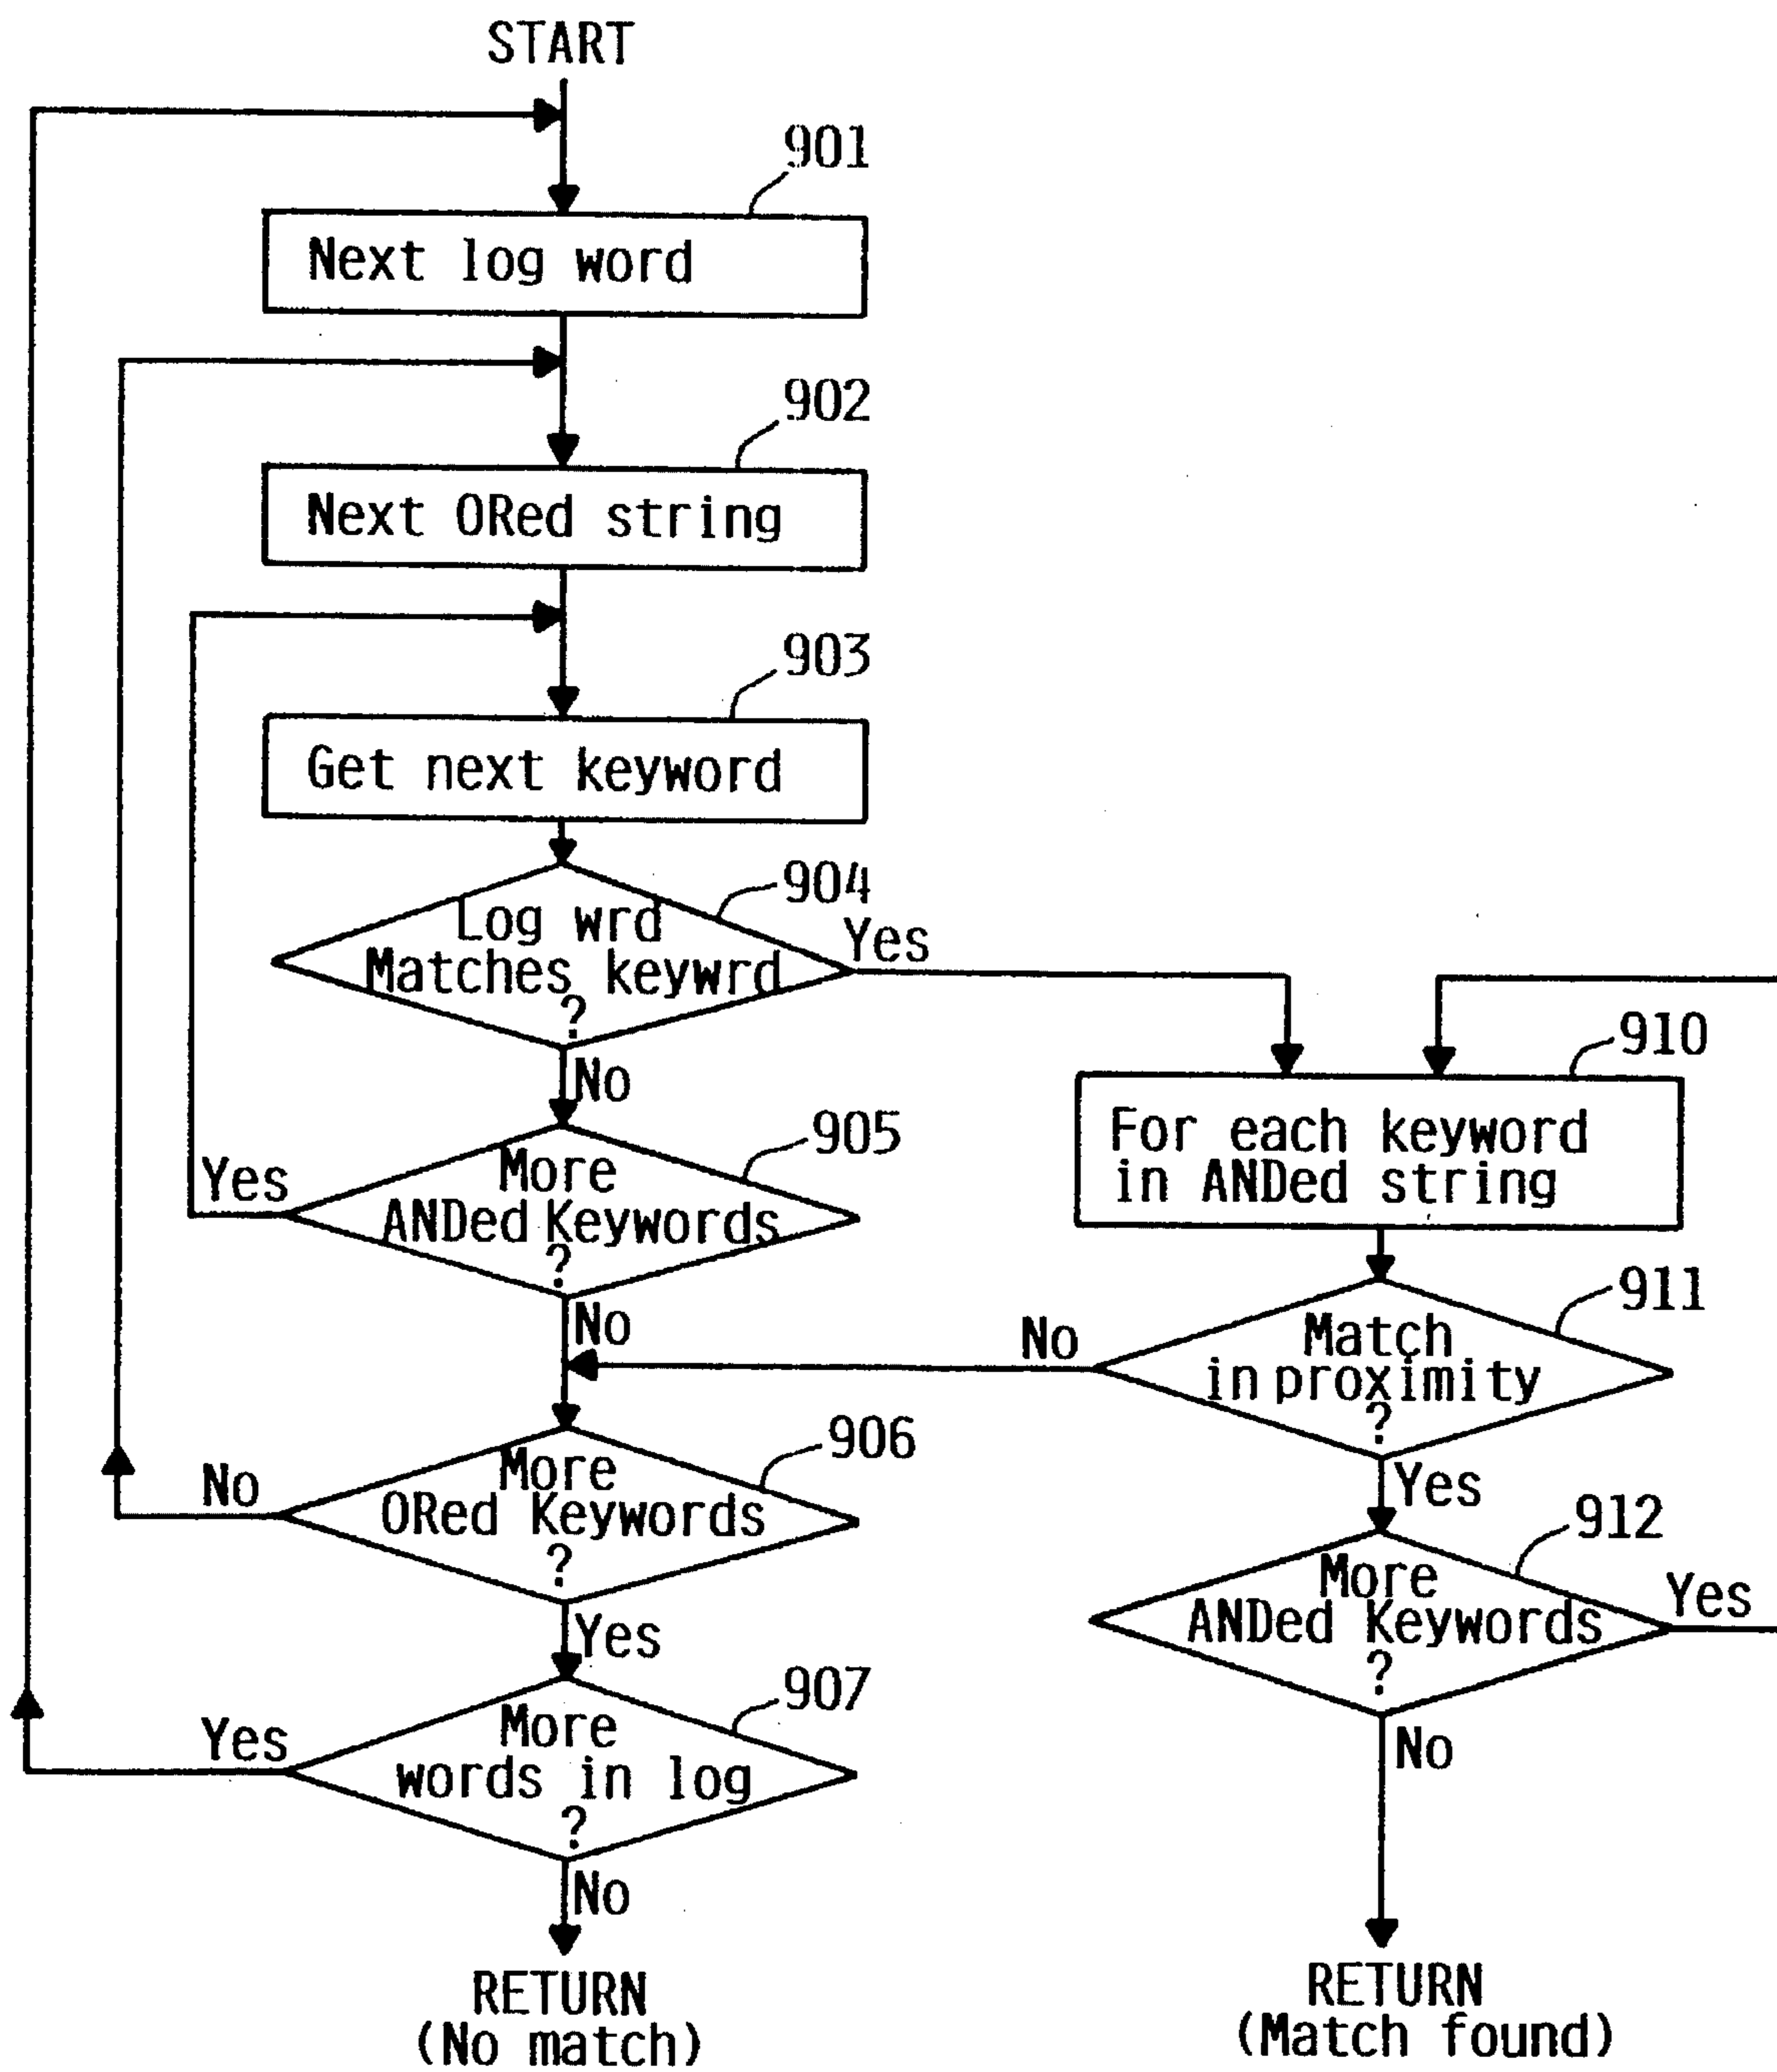 START
901
Next log word
902
Next ORed string
903
Get next keyword
904
Log wrd
Matches keywrd
?
Yes
No
910
For each keyword
in ANDed string
905
More
ANDed Keywords
?
Yes
No
911
Match
in proximity
?
No
Yes
906
More
ORed Keywords
?
No
Yes
912
More
ANDed Keywords
?
Yes
No
907
More
words in log
?
Yes
No
RETURN
(No match)
RETURN
(Match found)